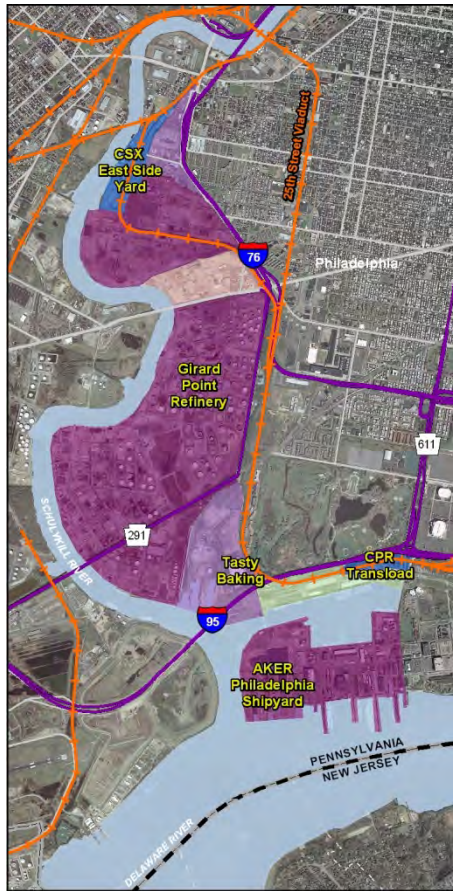 CSX
East Side
Yard
25th Street Viaduct
76
Philadelphia
Girard
Point
Refinery
611
SCHUYLKILL RIVER
291
Tasty
Baking
CPR
Transload
95
AKER
Philadelphia
Shipyard
PENNSYLVANIA
NEW JERSEY
DELAWARE RIVER